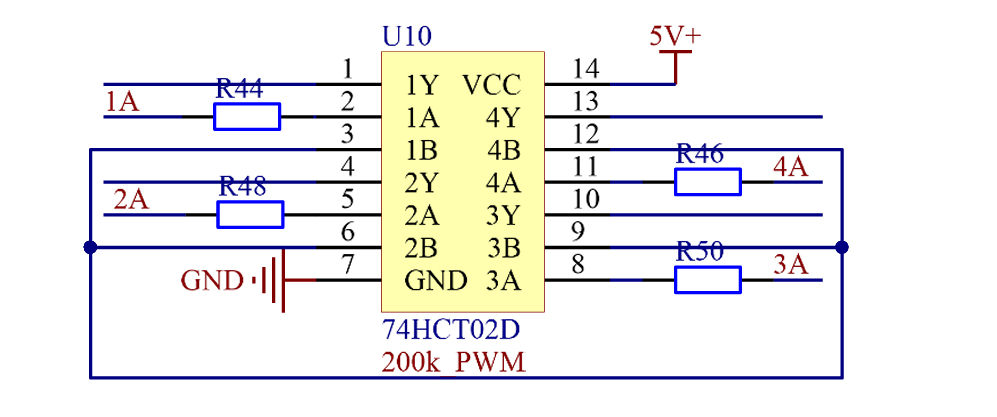 U10
5V+
1 1Y VCC 14
R44
1A 2 1A 4Y 13
3 1B 4B 12
R46
4 2Y 4A 11 4A
R48
2A 5 2A 3Y 10
6 2B 3B 9
R50
GND 7 GND 3A 8 3A
74HCT02D
200k PWM